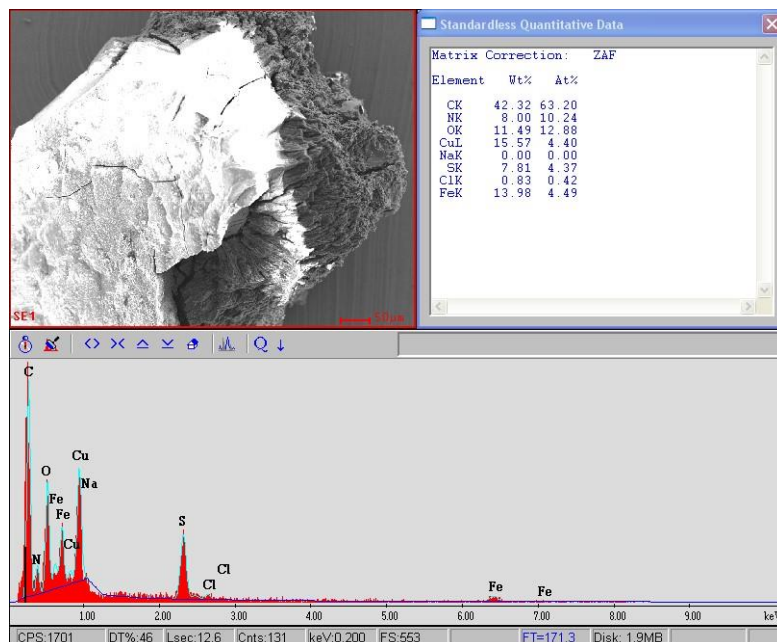 Standardless Quantitative Data
Matrix Correction: ZAF
Element Wt% At%
CK 42.32 63.20
NK 8.00 10.24
OK 11.49 12.88
CuL 15.57 4.40
NaK 0.00 0.00
SK 7.81 4.37
ClK 0.83 0.42
FeK 13.98 4.49
SE1
50µm
Q
C
O
Fe
Fe
Cu
N
Cu
Na
S
Cl
Cl
Fe
Fe
1.00 2.00 3.00 4.00 5.00 6.00 7.00 8.00 9.00 keV
CPS:1701 DT%:46 Lsec:12.6 Cnts:131 keV:0.200 FS:553 FT=171.3 Disk: 1.9MB